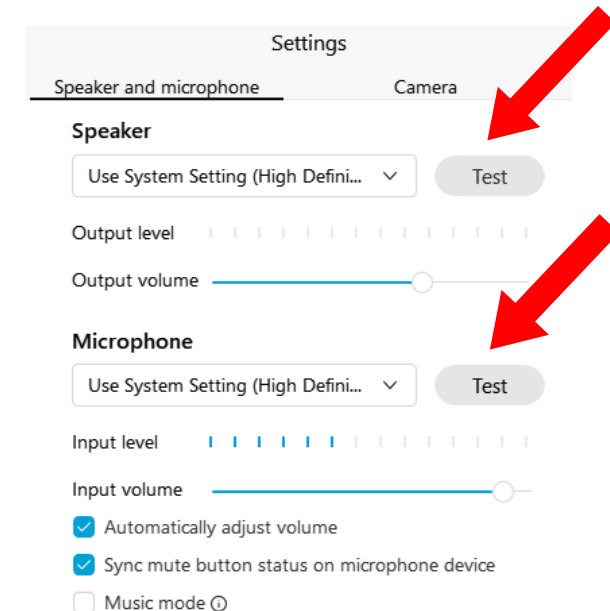 Settings
Speaker and microphone Camera
Speaker
Use System Setting (High Defini... Test
Output level
Output volume
Microphone
Use System Setting (High Defini... Test
Input level
Input volume
Automatically adjust volume
Sync mute button status on microphone device
Music mode